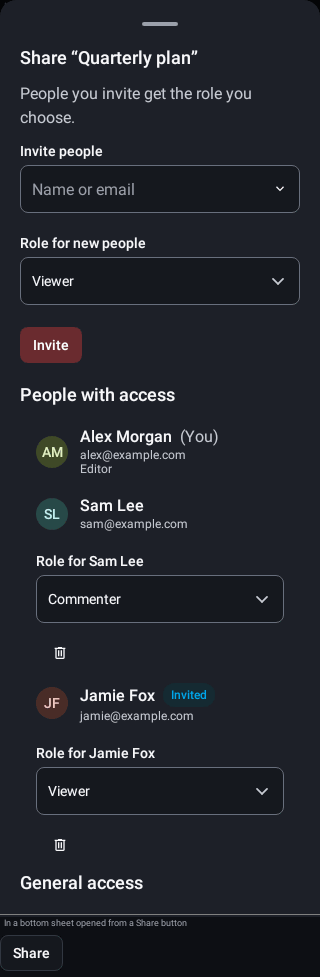 Share “Quarterly plan”
People you invite get the role you
choose.
Invite people
Name or email
Role for new people
Viewer
Invite
People with access
AM
Alex Morgan (You)
alex@example.com
Editor
SL
Sam Lee
sam@example.com
Role for Sam Lee
Commenter
JF
Jamie Fox Invited
jamie@example.com
Role for Jamie Fox
Viewer
General access
In a bottom sheet opened from a Share button
Share